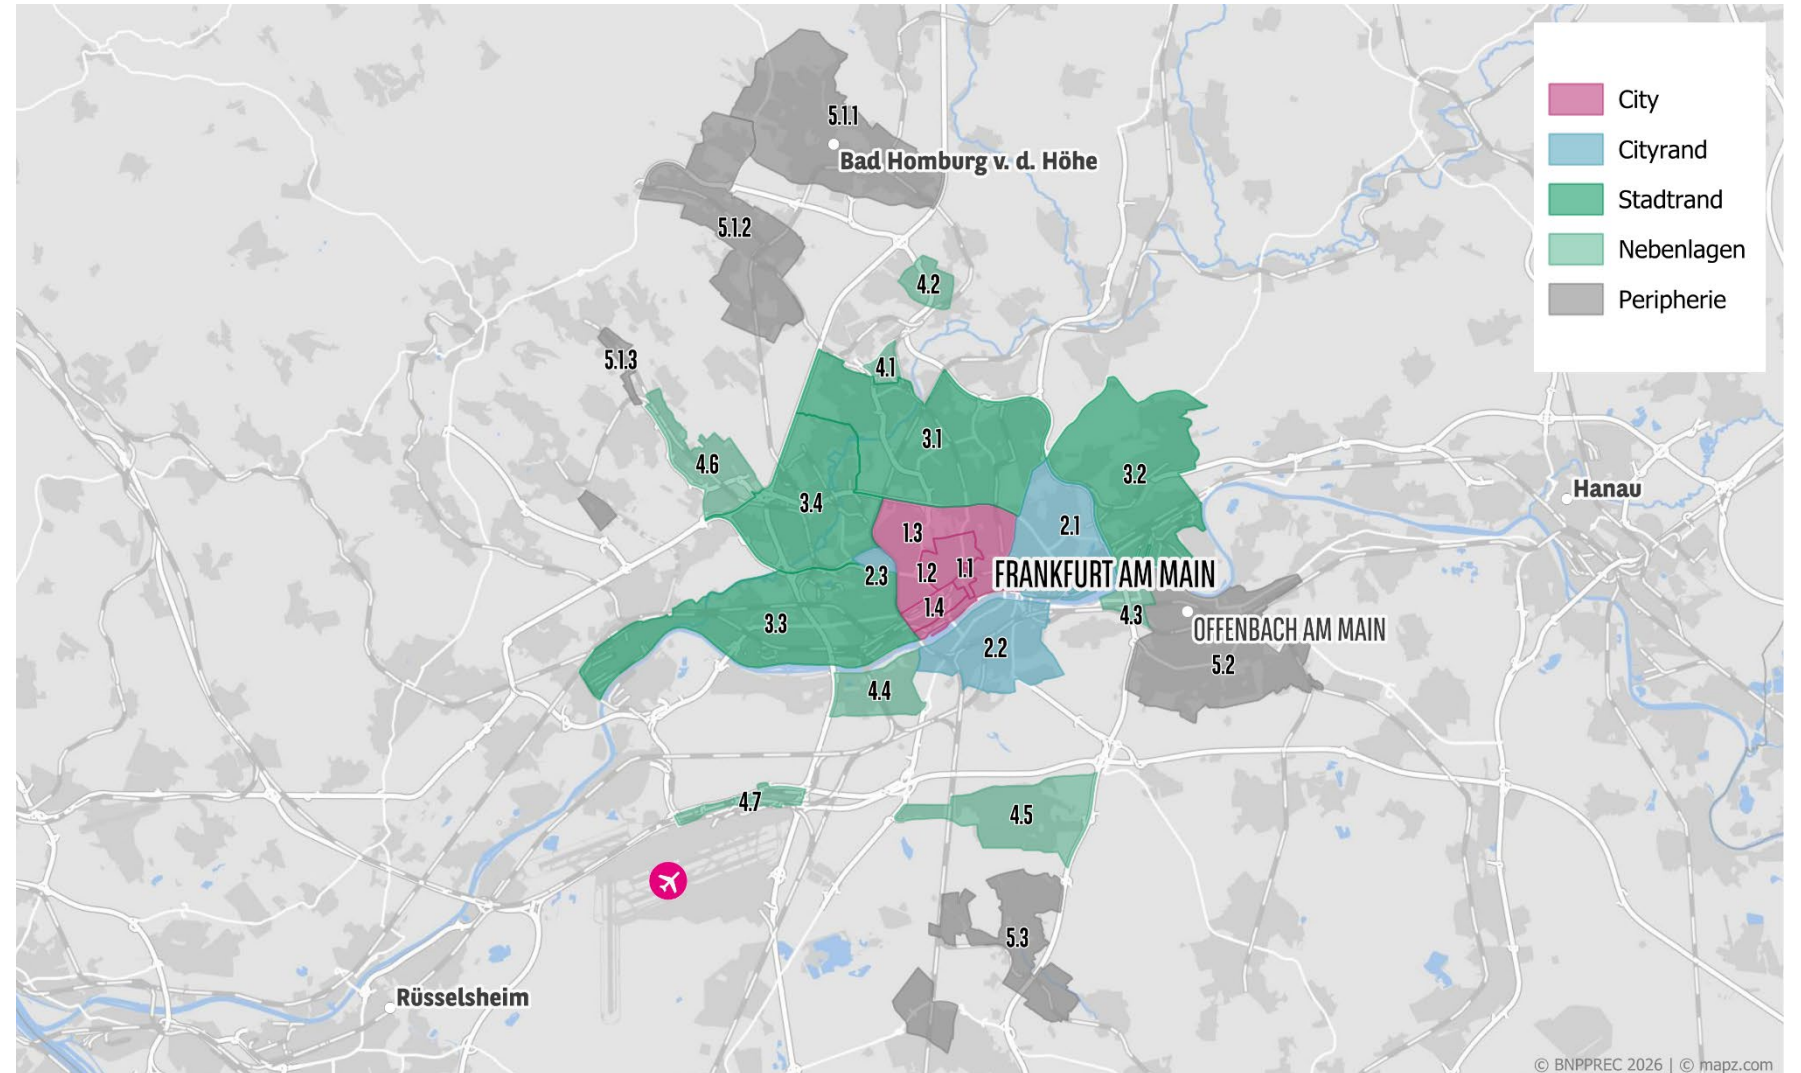 City
Cityrand
Stadtrand
Nebenlagen
Peripherie
5.1.1
Bad Homburg v. d. Höhe
5.1.2
4.2
5.1.3
4.1
3.1
4.6
3.2
3.4
Hanau
1.3
2.1
2.3
1.2
1.1
FRANKFURT AM MAIN
1.4
4.3
3.3
OFFENBACH AM MAIN
2.2
5.2
4.4
4.7
4.5
5.3
Rüsselsheim
© BNPPREC 2026 | © mapz.com